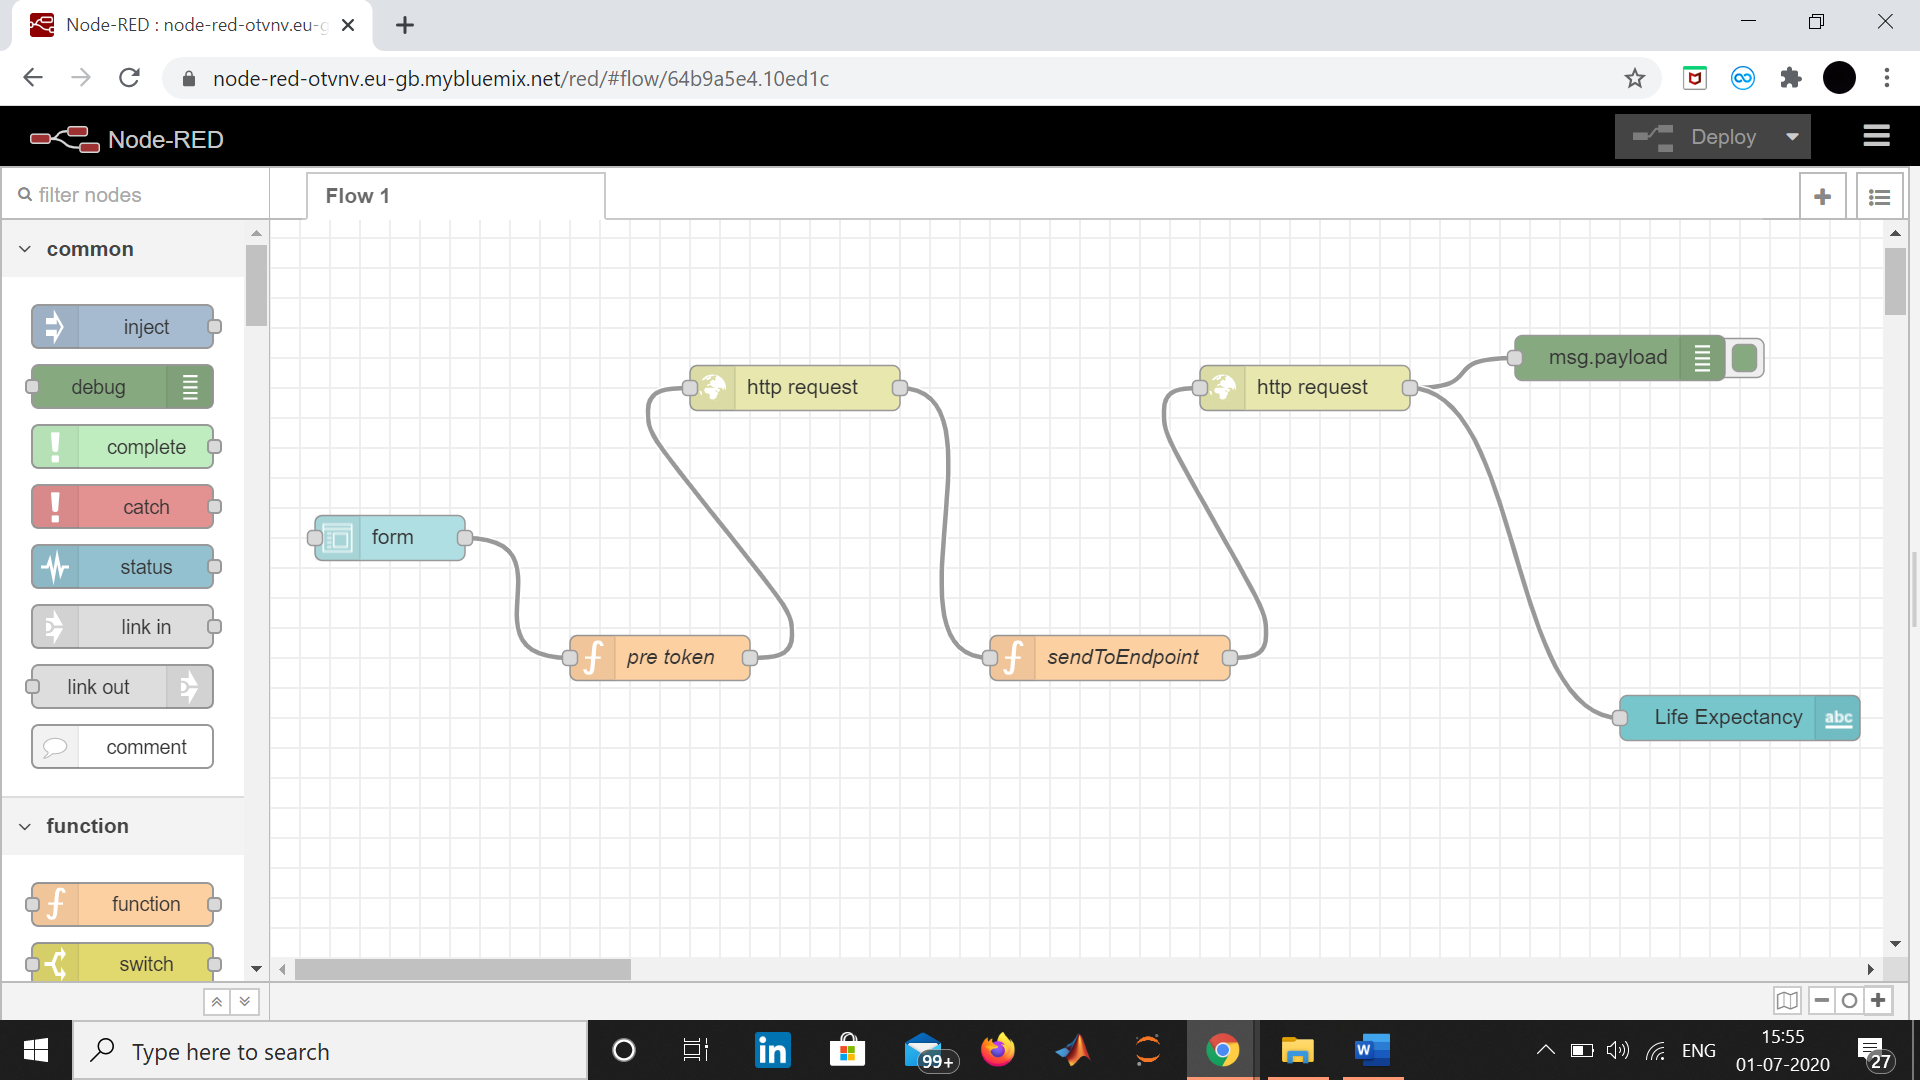 Node-RED : node-red-otvnv.eu-g
node-red-otvnv.eu-gb.mybluemix.net/red/#flow/64b9a5e4.10ed1c
Node-RED
Deploy
filter nodes
Flow 1
common
inject
debug
complete
catch
status
link in
link out
comment
function
function
switch
http request
http request
msg.payload
form
pre token
sendToEndpoint
Life Expectancy
abc
Type here to search
in
99+
W
ENG
15:55
01-07-2020
27